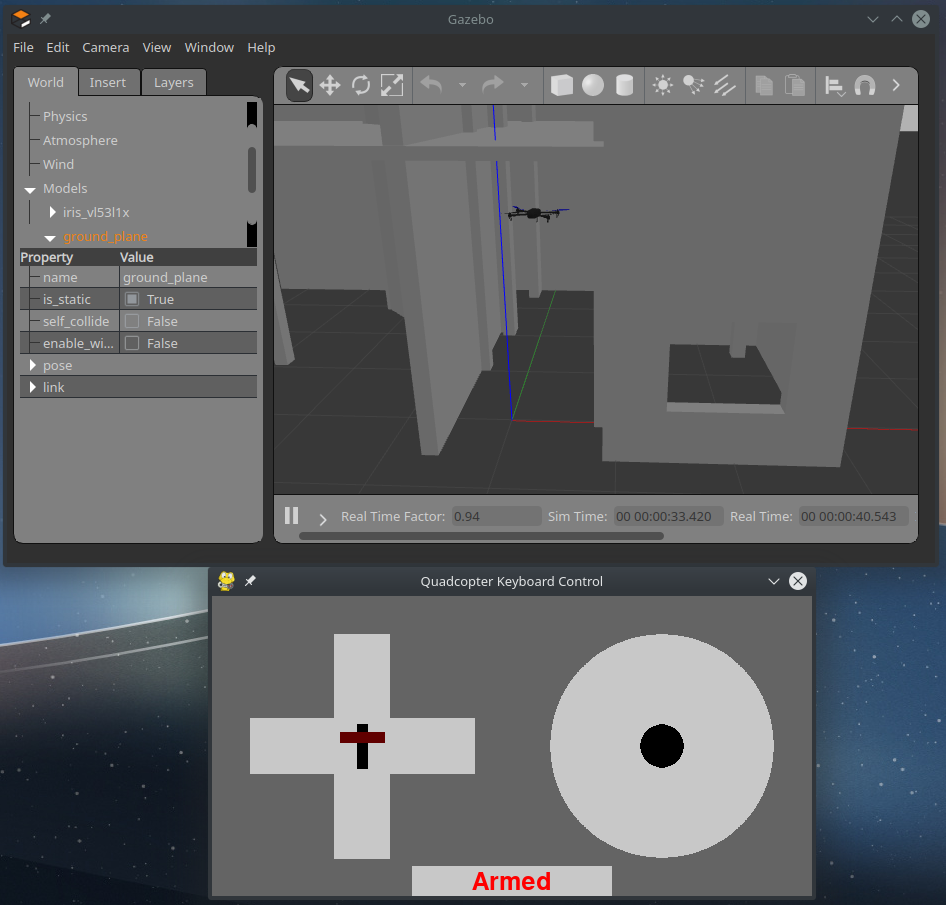 Gazebo
File Edit Camera View Window Help
World Insert Layers
Physics
Atmosphere
Wind
Models
iris_vl53l1x
ground_plane
Property Value
name ground_plane
is_static True
self_collide False
enable_wi... False
pose
link
Real Time Factor: 0.94 Sim Time: 00 00:00:33.420 Real Time: 00 00:00:40.543
Quadcopter Keyboard Control
Armed